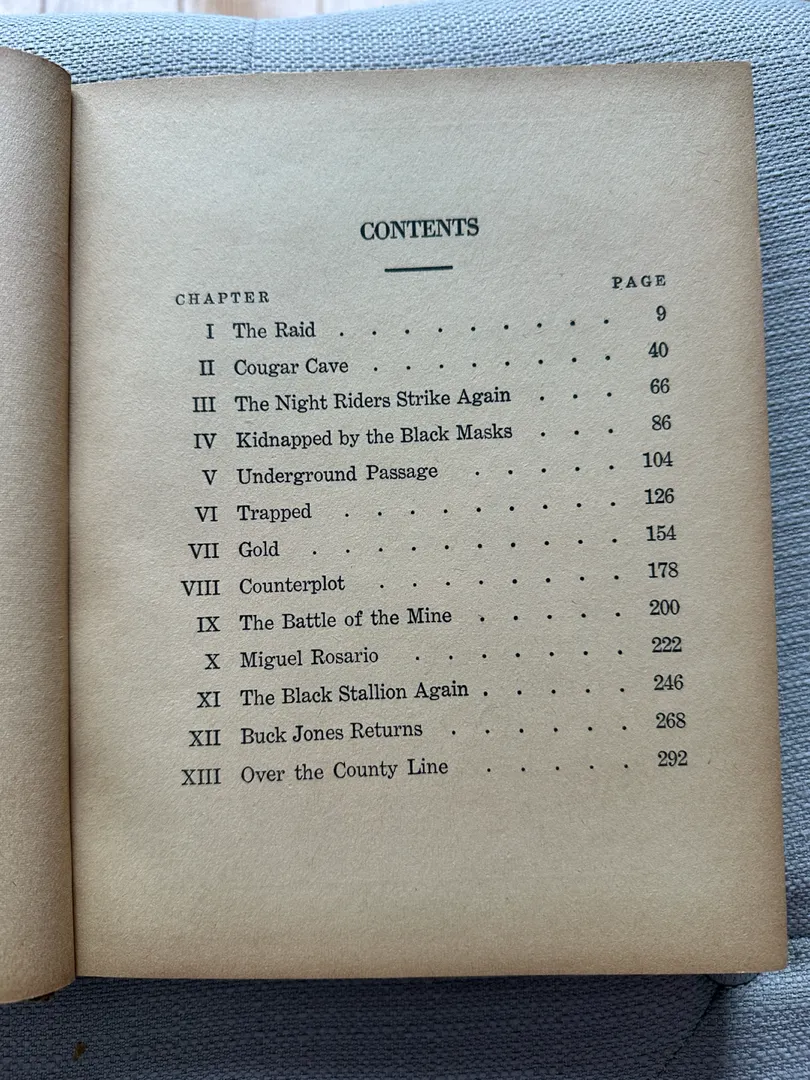 CONTENTS
CHAPTER PAGE
I The Raid . . . . . . . . . 9
II Cougar Cave . . . . . . . . 40
III The Night Riders Strike Again . . . 66
IV Kidnapped by the Black Masks . . . 86
V Underground Passage . . . . . 104
VI Trapped . . . . . . . . . 126
VII Gold . . . . . . . . . . 154
VIII Counterplot . . . . . . . . 178
IX The Battle of the Mine . . . . . 200
X Miguel Rosario . . . . . . . 222
XI The Black Stallion Again . . . . . 246
XII Buck Jones Returns . . . . . . 268
XIII Over the County Line . . . . . 292